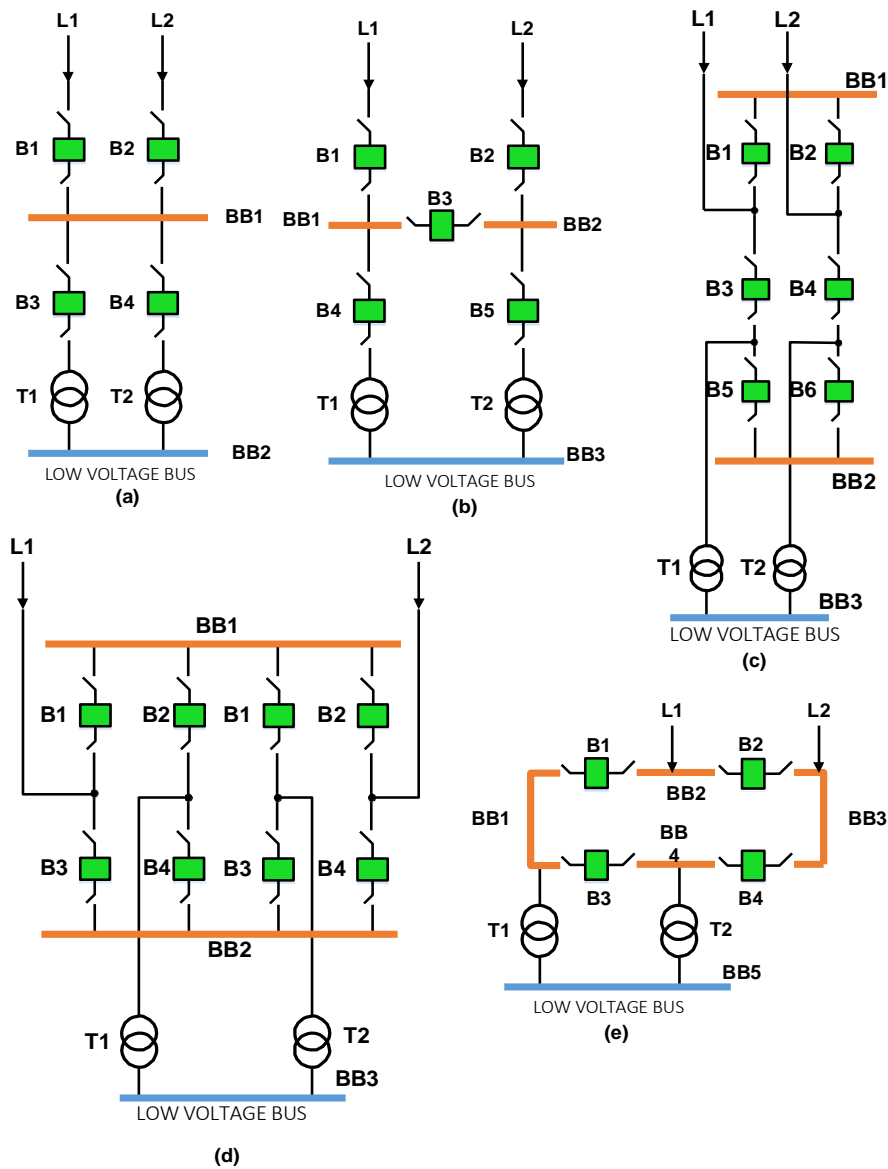 L1 L2
B1 B2
BB1
B3 B4
T1 T2
BB2
LOW VOLTAGE BUS
(a)
L1 L2
B1 B2
B3
BB1 BB2
B4 B5
T1 T2
BB3
LOW VOLTAGE BUS
(b)
L1 L2
BB1
B1 B2
B3 B4
B5 B6
BB2
T1 T2
BB3
LOW VOLTAGE BUS
(c)
L1 L2
BB1
B1 B2 B1 B2
B3 B4 B3 B4
BB2
T1 T2
BB3
LOW VOLTAGE BUS
(d)
L1 L2
B1 B2
BB2
BB1 BB3
BB
4
B3 B4
T1 T2
BB5
LOW VOLTAGE BUS
(e)